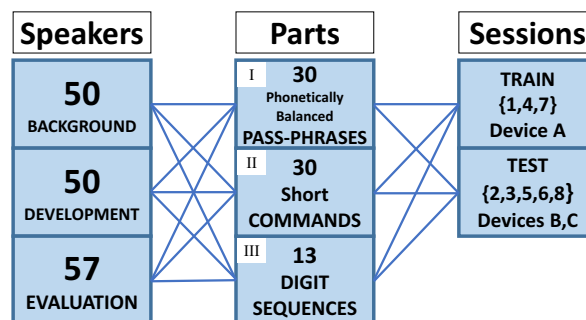 Speakers
Parts
Sessions
50
BACKGROUND
50
DEVELOPMENT
57
EVALUATION
I
30
Phonetically
Balanced
PASS-PHRASES
II
30
Short
COMMANDS
III
13
DIGIT
SEQUENCES
TRAIN
{1,4,7}
Device A
TEST
{2,3,5,6,8}
Devices B,C